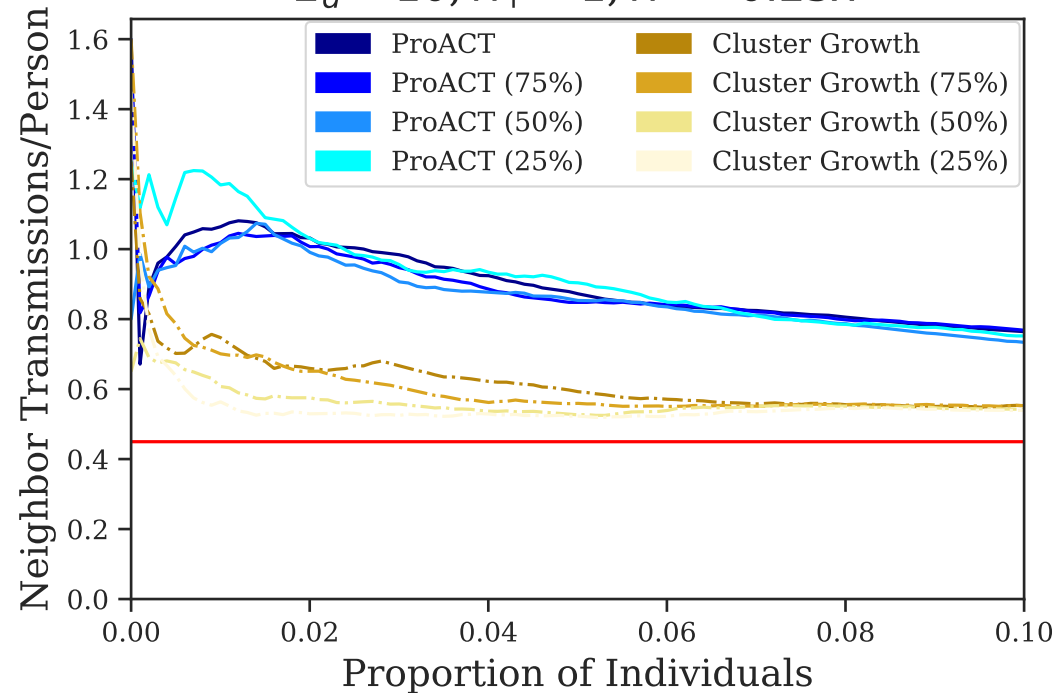 Neighbor Transmissions/Person
1.6
1.4
1.2
1.0
0.8
0.6
0.4
0.2
0.0
ProACT
ProACT (75%)
ProACT (50%)
ProACT (25%)
Cluster Growth
Cluster Growth (75%)
Cluster Growth (50%)
Cluster Growth (25%)
0.00 0.02 0.04 0.06 0.08 0.10
Proportion of Individuals